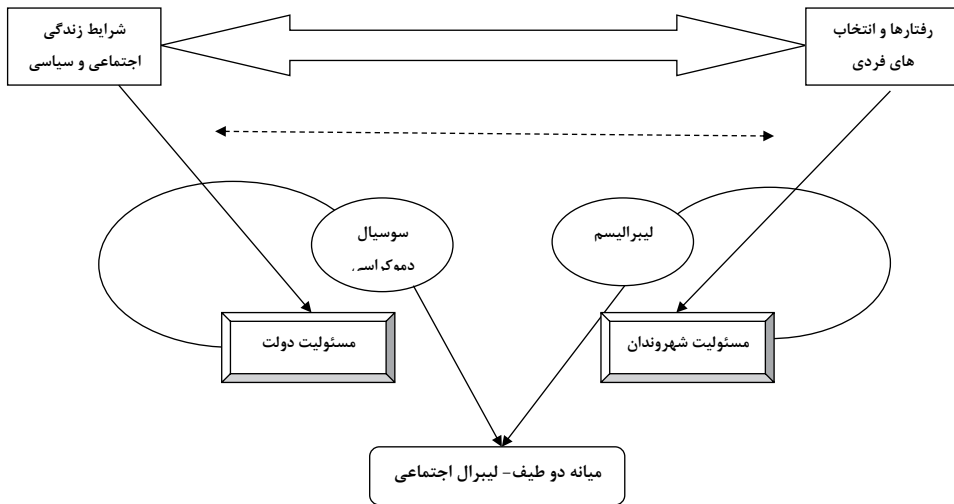 رفتارها و انتخاب
های فردی
شرایط زندگی
اجتماعی و سیاسی
لیبرالیسم
سوسیال
دموکراسی
مسئولیت شهروندان
مسئولیت دولت
میانه دو طیف- لیبرال اجتماعی